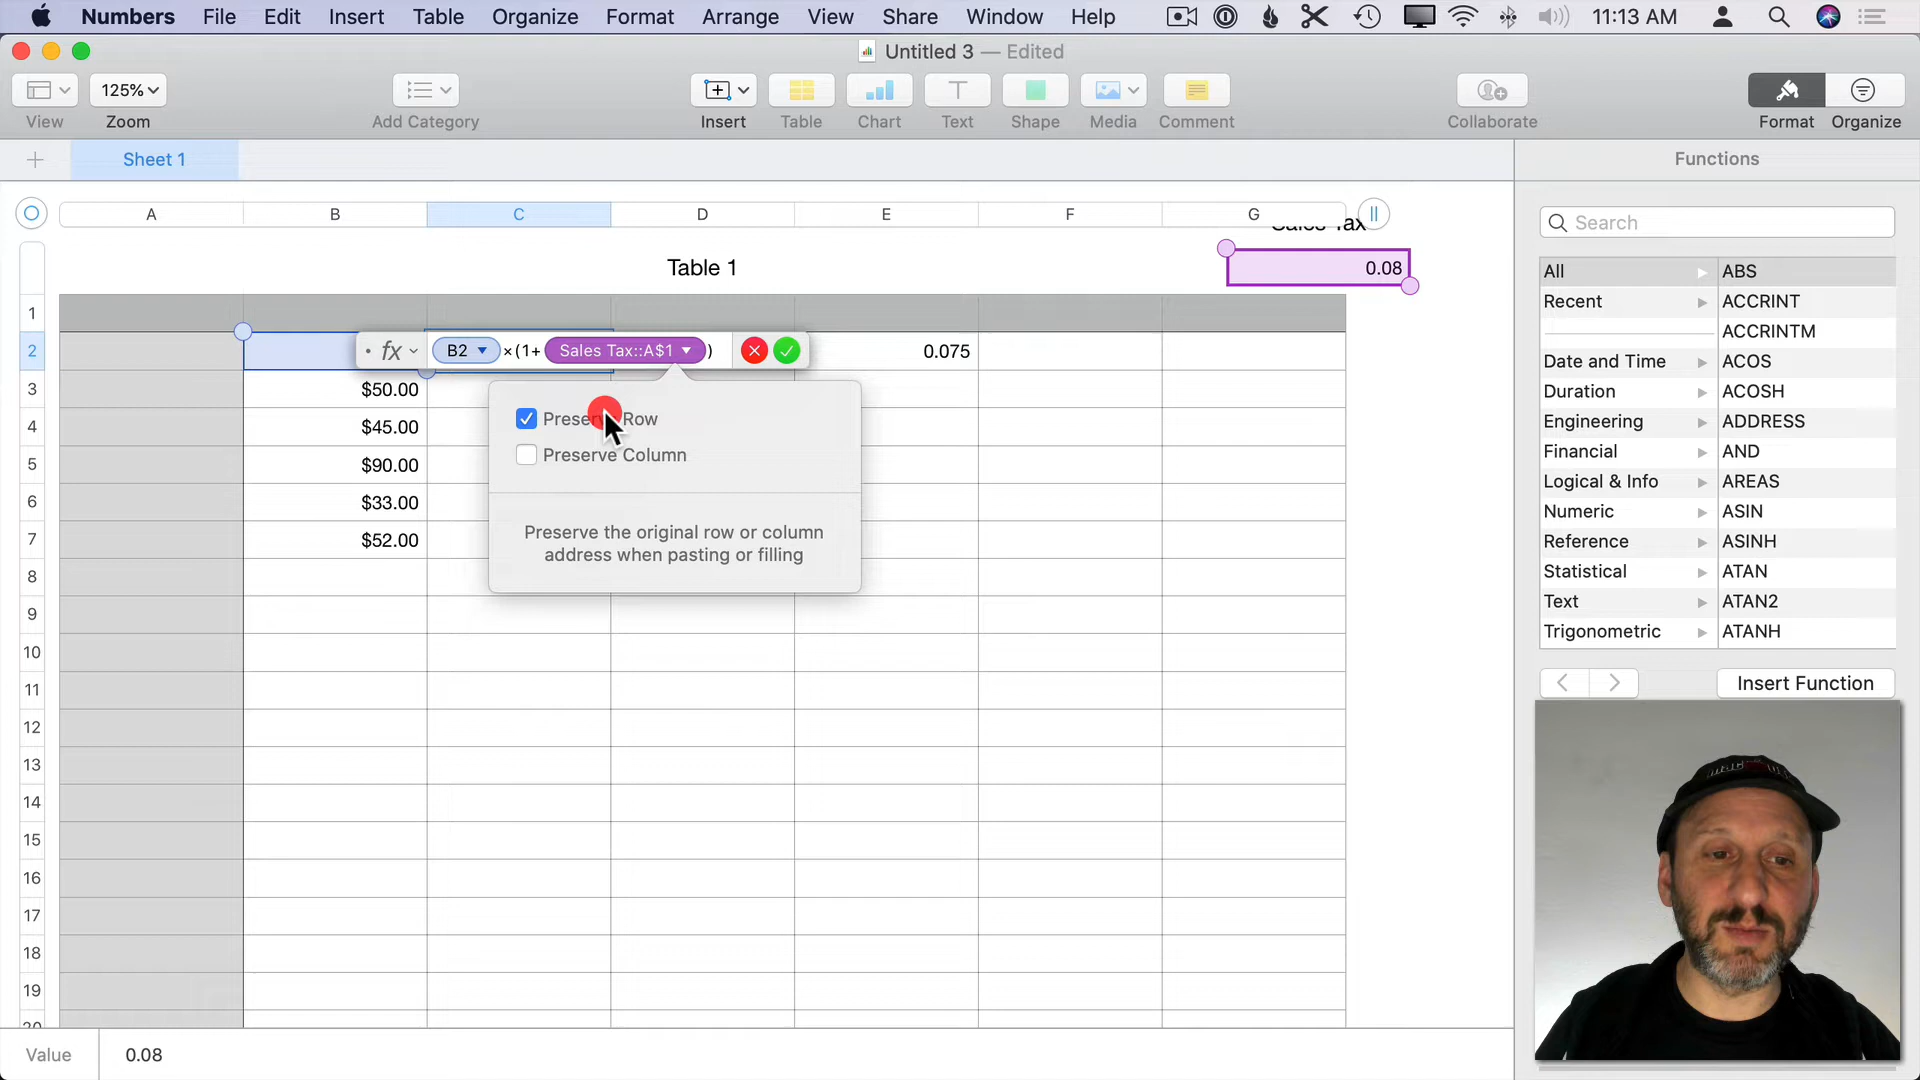 Numbers File Edit Insert Table Organize Format Arrange View Share Window Help 11:13 AM
Untitled 3 — Edited
125%
View Zoom Add Category Insert Table Chart Text Shape Media Comment Collaborate Format Organize
Sheet 1
Functions
A B C D E F G
Search
Sales Tax
Table 1
0.08
1
2
fx B2 ×(1+ Sales Tax::A$1 )
0.075
3 $50.00
4 $45.00
5 $90.00
6 $33.00
7 $52.00
8
9
10
11
12
13
14
15
16
17
18
19
20
Preserve Row
Preserve Column
Preserve the original row or column
address when pasting or filling
All
Recent
Date and Time
Duration
Engineering
Financial
Logical & Info
Numeric
Reference
Statistical
Text
Trigonometric
ABS
ACCRINT
ACCRINTM
ACOS
ACOSH
ADDRESS
AND
AREAS
ASIN
ASINH
ATAN
ATAN2
ATANH
Insert Function
Value 0.08